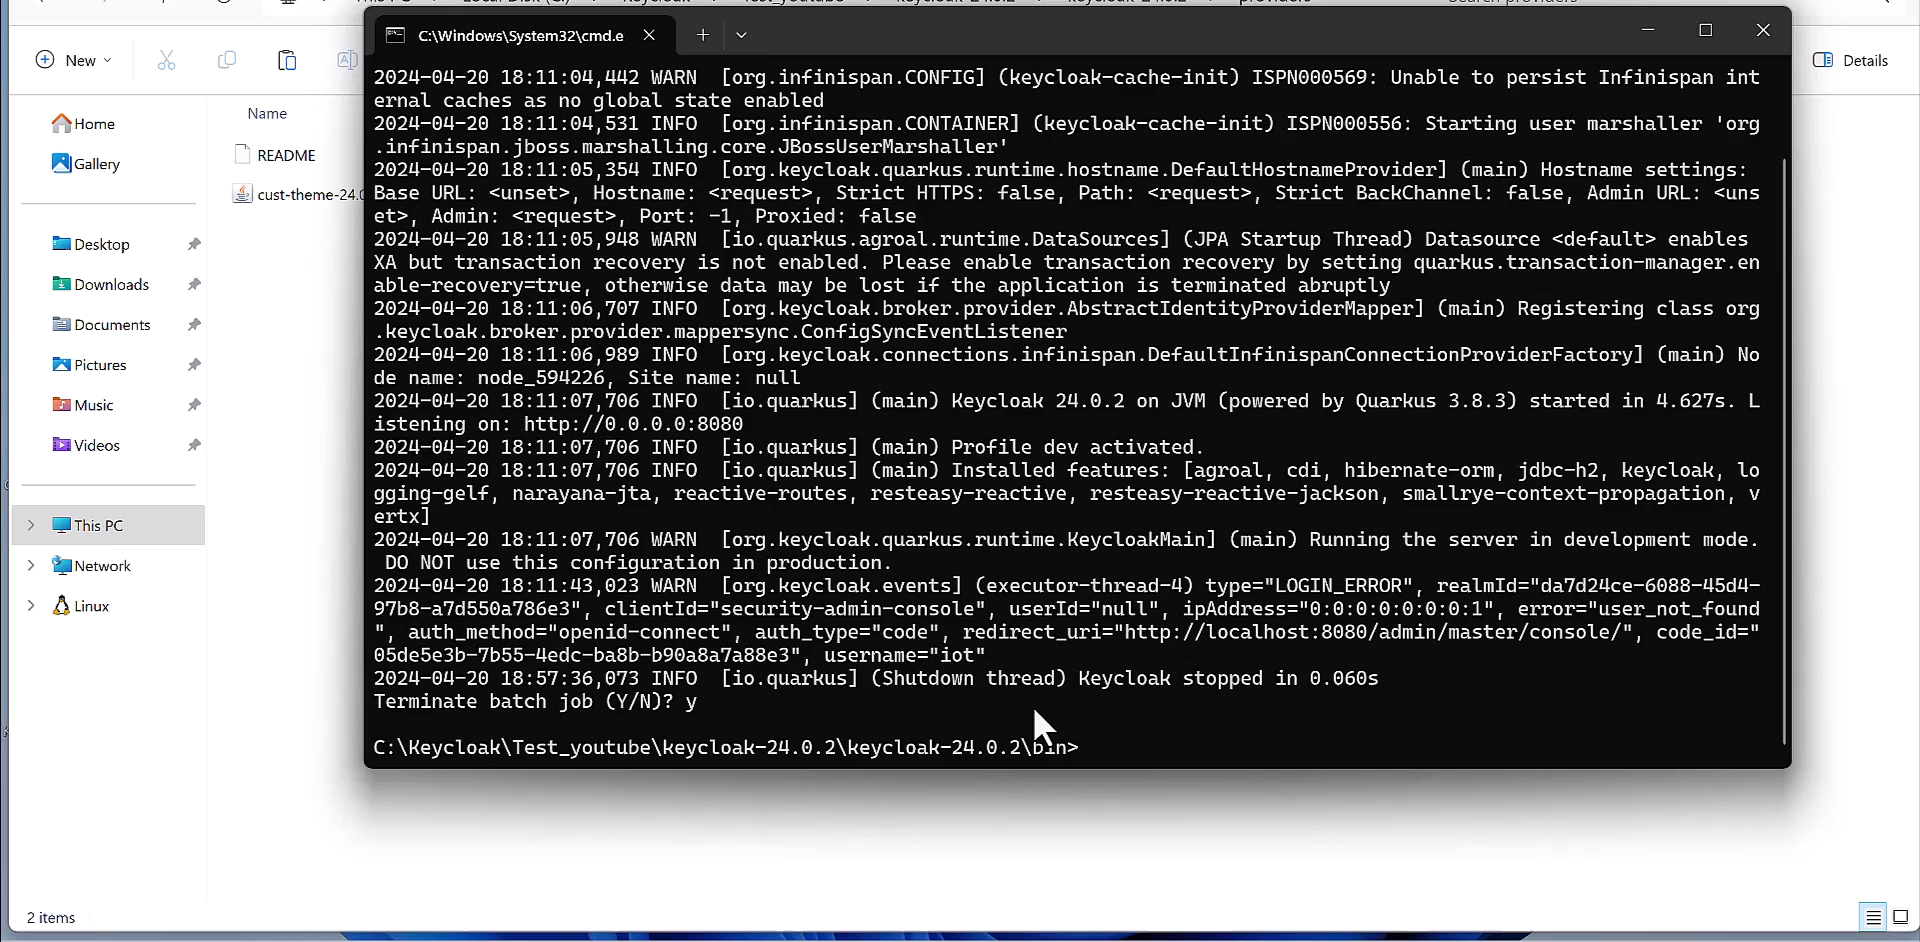 C:\Windows\System32\cmd.e
New
Details
Name
Home
Gallery
README
cust-theme-24.0
Desktop
Downloads
Documents
Pictures
Music
Videos
This PC
Network
Linux
2 items
2024-04-20 18:11:04,442 WARN  [org.infinispan.CONFIG] (keycloak-cache-init) ISPN000569: Unable to persist Infinispan int
ernal caches as no global state enabled
2024-04-20 18:11:04,531 INFO  [org.infinispan.CONTAINER] (keycloak-cache-init) ISPN000556: Starting user marshaller 'org
.infinispan.jboss.marshalling.core.JBossUserMarshaller'
2024-04-20 18:11:05,354 INFO  [org.keycloak.quarkus.runtime.hostname.DefaultHostnameProvider] (main) Hostname settings:
Base URL: <unset>, Hostname: <request>, Strict HTTPS: false, Path: <request>, Strict BackChannel: false, Admin URL: <uns
et>, Admin: <request>, Port: -1, Proxied: false
2024-04-20 18:11:05,948 WARN  [io.quarkus.agroal.runtime.DataSources] (JPA Startup Thread) Datasource <default> enables
XA but transaction recovery is not enabled. Please enable transaction recovery by setting quarkus.transaction-manager.en
able-recovery=true, otherwise data may be lost if the application is terminated abruptly
2024-04-20 18:11:06,707 INFO  [org.keycloak.broker.provider.AbstractIdentityProviderMapper] (main) Registering class org
.keycloak.broker.provider.mappersync.ConfigSyncEventListener
2024-04-20 18:11:06,989 INFO  [org.keycloak.connections.infinispan.DefaultInfinispanConnectionProviderFactory] (main) No
de name: node_594226, Site name: null
2024-04-20 18:11:07,706 INFO  [io.quarkus] (main) Keycloak 24.0.2 on JVM (powered by Quarkus 3.8.3) started in 4.627s. L
istening on: http://0.0.0.0:8080
2024-04-20 18:11:07,706 INFO  [io.quarkus] (main) Profile dev activated.
2024-04-20 18:11:07,706 INFO  [io.quarkus] (main) Installed features: [agroal, cdi, hibernate-orm, jdbc-h2, keycloak, lo
gging-gelf, narayana-jta, reactive-routes, resteasy-reactive, resteasy-reactive-jackson, smallrye-context-propagation, v
ertx]
2024-04-20 18:11:07,706 WARN  [org.keycloak.quarkus.runtime.KeycloakMain] (main) Running the server in development mode.
DO NOT use this configuration in production.
2024-04-20 18:11:43,023 WARN  [org.keycloak.events] (executor-thread-4) type="LOGIN_ERROR", realmId="da7d24ce-6088-45d4-
97b8-a7d550a786e3", clientId="security-admin-console", userId="null", ipAddress="0:0:0:0:0:0:0:1", error="user_not_found
", auth_method="openid-connect", auth_type="code", redirect_uri="http://localhost:8080/admin/master/console/", code_id="
05de5e3b-7b55-4edc-ba8b-b90a8a7a88e3", username="iot"
2024-04-20 18:57:36,073 INFO  [io.quarkus] (Shutdown thread) Keycloak stopped in 0.060s
Terminate batch job (Y/N)? y
C:\Keycloak\Test_youtube\keycloak-24.0.2\keycloak-24.0.2\bin>